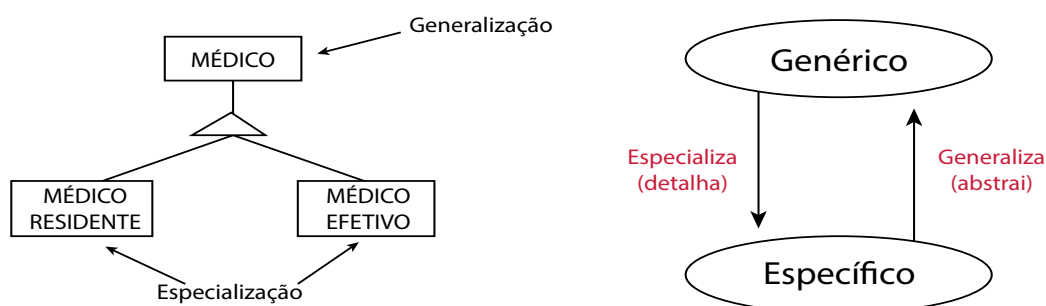 Generalização
MÉDICO
MÉDICO
RESIDENTE
MÉDICO
EFETIVO
Especialização
Genérico
Especializa
(detalha)
Generaliza
(abstrai)
Específico